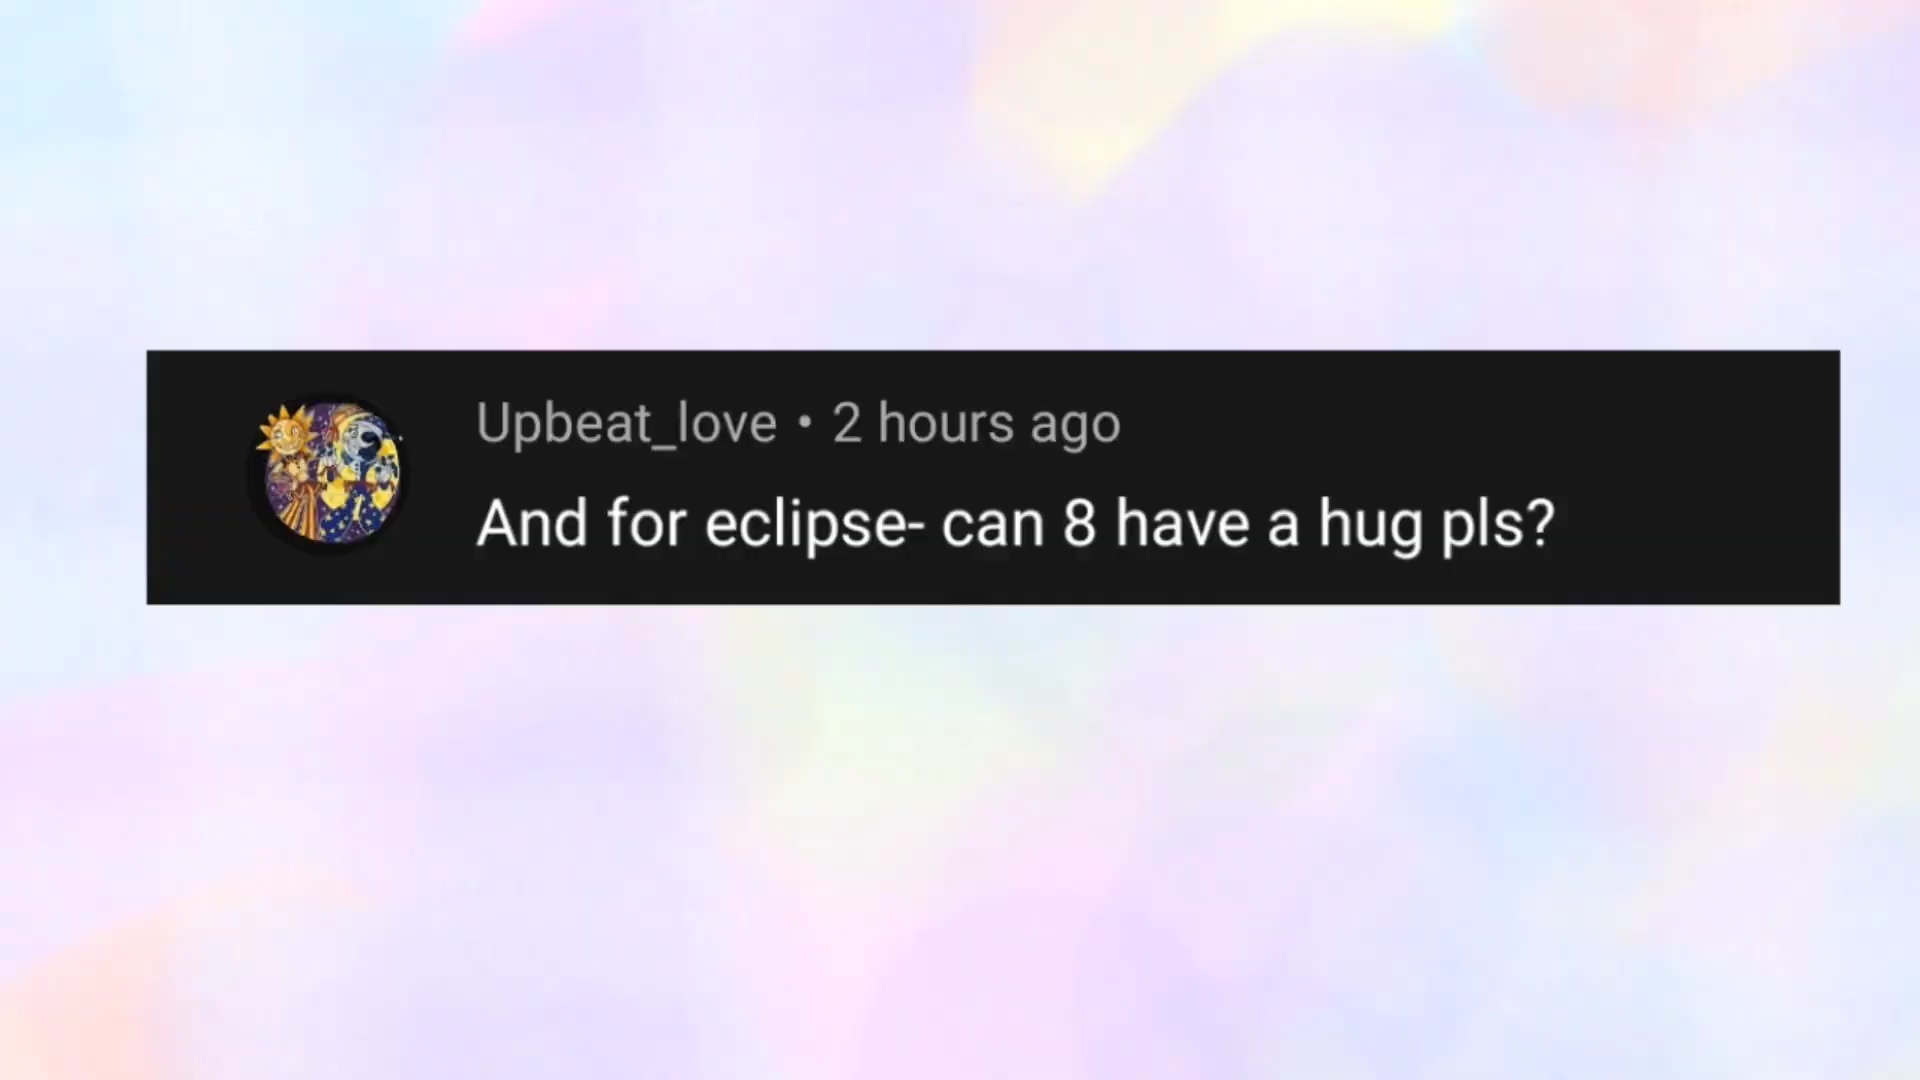 Upbeat_love • 2 hours ago
And for eclipse- can 8 have a hug pls?